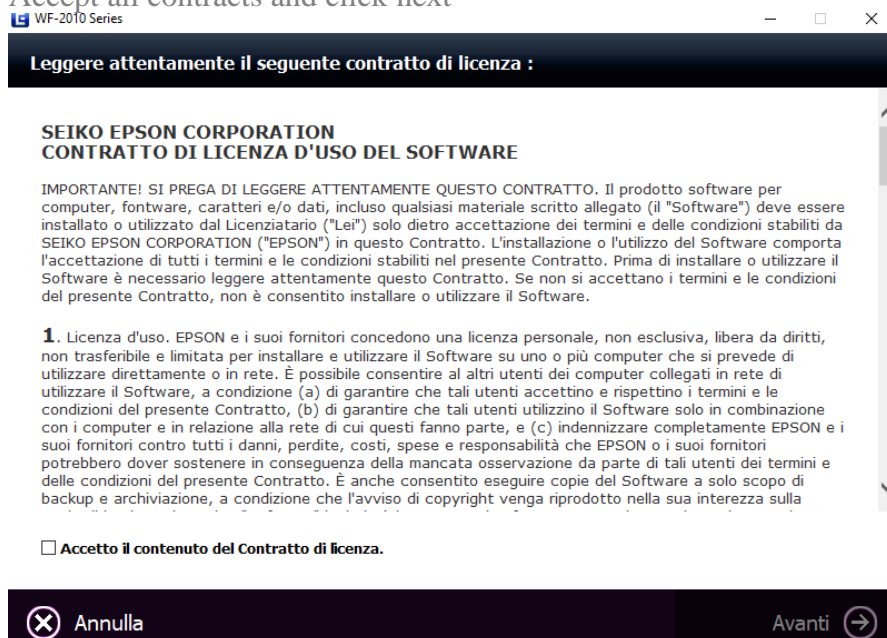 Accept all contracts and click next
WF-2010 Series
Leggere attentamente il seguente contratto di licenza :
SEIKO EPSON CORPORATION
CONTRATTO DI LICENZA D'USO DEL SOFTWARE
IMPORTANTE! SI PREGA DI LEGGERE ATTENTAMENTE QUESTO CONTRATTO. Il prodotto software per
computer, fontware, caratteri e/o dati, incluso qualsiasi materiale scritto allegato (il "Software") deve essere
installato o utilizzato dal Licenziatario ("Lei") solo dietro accettazione dei termini e delle condizioni stabiliti da
SEIKO EPSON CORPORATION ("EPSON") in questo Contratto. L'installazione o l'utilizzo del Software comporta
l'accettazione di tutti i termini e le condizioni stabiliti nel presente Contratto. Prima di installare o utilizzare il
Software è necessario leggere attentamente questo Contratto. Se non si accettano i termini e le condizioni
del presente Contratto, non è consentito installare o utilizzare il Software.
1. Licenza d'uso. EPSON e i suoi fornitori concedono una licenza personale, non esclusiva, libera da diritti,
non trasferibile e limitata per installare e utilizzare il Software su uno o più computer che si prevede di
utilizzare direttamente o in rete. È possibile consentire al altri utenti dei computer collegati in rete di
utilizzare il Software, a condizione (a) di garantire che tali utenti accettino e rispettino i termini e le
condizioni del presente Contratto, (b) di garantire che tali utenti utilizzino il Software solo in combinazione
con i computer e in relazione alla rete di cui questi fanno parte, e (c) indennizzare completamente EPSON e i
suoi fornitori contro tutti i danni, perdite, costi, spese e responsabilità che EPSON o i suoi fornitori
potrebbero dover sostenere in conseguenza della mancata osservazione da parte di tali utenti dei termini e
delle condizioni del presente Contratto. È anche consentito eseguire copie del Software a solo scopo di
backup e archiviazione, a condizione che l'avviso di copyright venga riprodotto nella sua interezza sulla
Accetto il contenuto del Contratto di licenza.
Annulla
Avanti